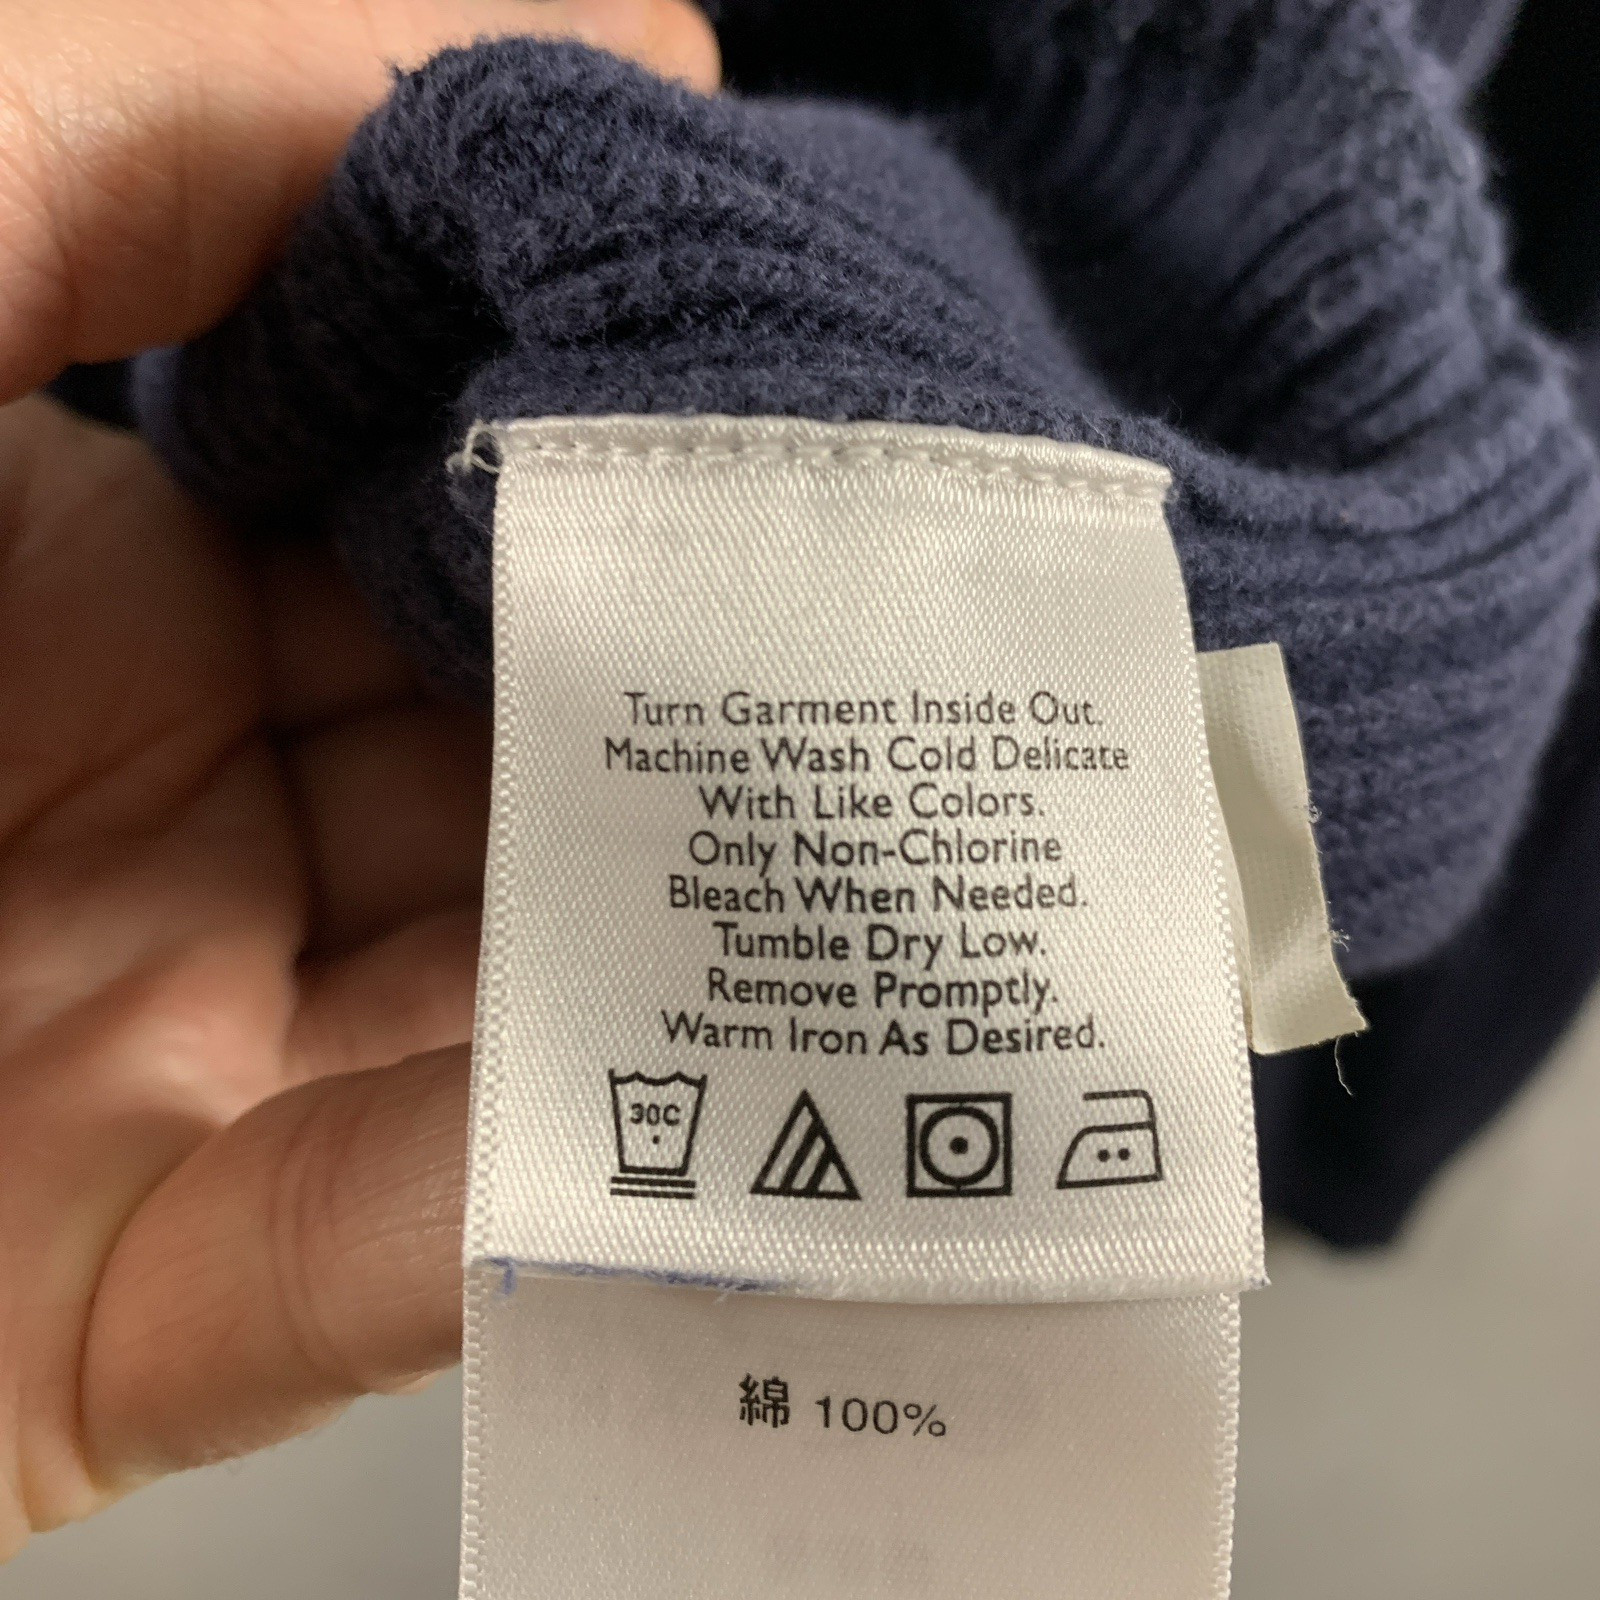 Turn Garment Inside Out.
Machine Wash Cold Delicate
With Like Colors.
Only Non-Chlorine
Bleach When Needed.
Tumble Dry Low.
Remove Promptly.
Warm Iron As Desired.
30C
綿 100%